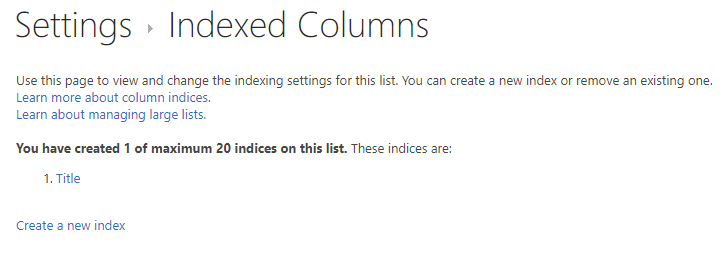 Settings ▸ Indexed Columns
Use this page to view and change the indexing settings for this list. You can create a new index or remove an existing one.
Learn more about column indices.
Learn about managing large lists.
You have created 1 of maximum 20 indices on this list. These indices are:
1. Title
Create a new index